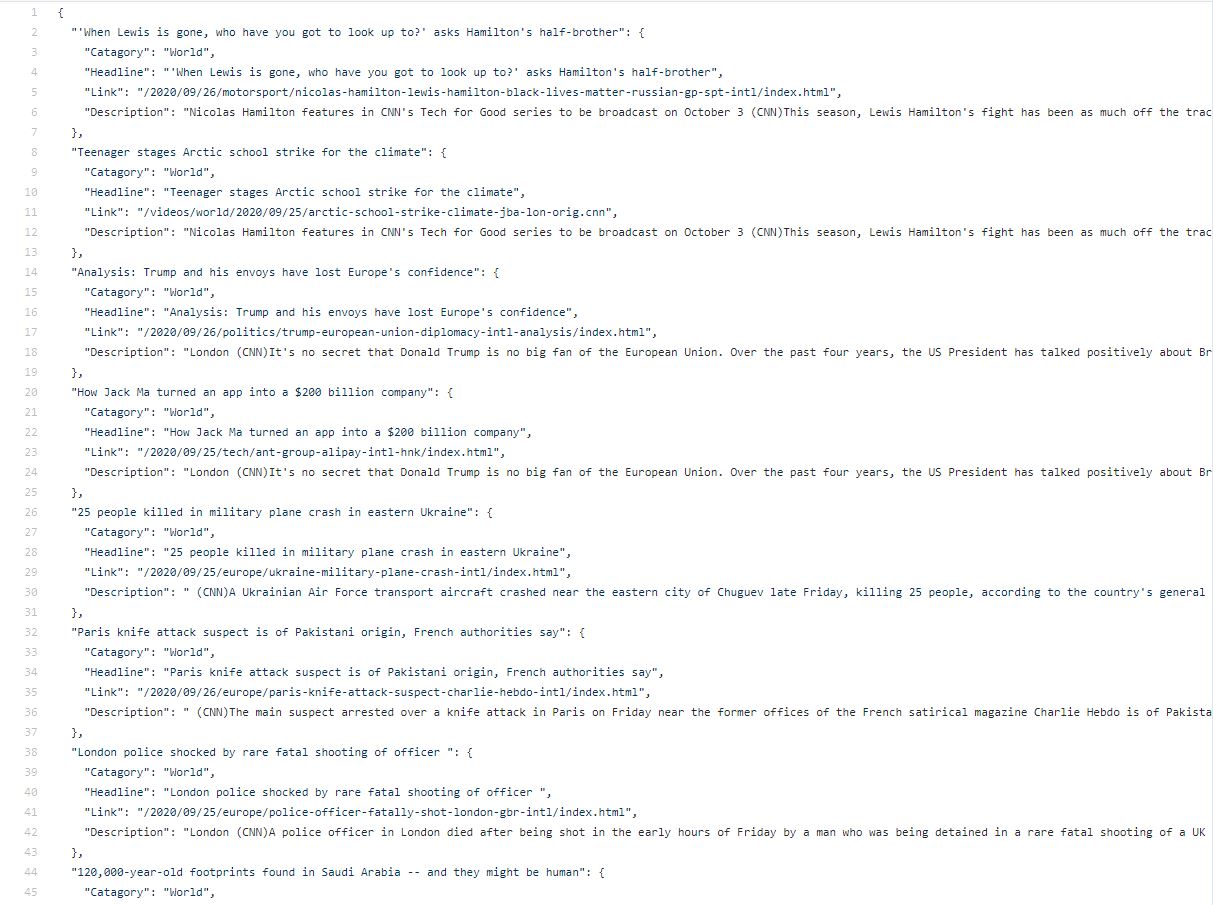 1 {
2 "'When Lewis is gone, who have you got to look up to?' asks Hamilton's half-brother": {
3 "Catagory": "World",
4 "Headline": "'When Lewis is gone, who have you got to look up to?' asks Hamilton's half-brother",
5 "Link": "/2020/09/26/motorsport/nicolas-hamilton-lewis-hamilton-black-lives-matter-russian-gp-spt-intl/index.html",
6 "Description": "Nicolas Hamilton features in CNN's Tech for Good series to be broadcast on October 3 (CNN)This season, Lewis Hamilton's fight has been as much off the trac
7 },
8 "Teenager stages Arctic school strike for the climate": {
9 "Catagory": "World",
10 "Headline": "Teenager stages Arctic school strike for the climate",
11 "Link": "/videos/world/2020/09/25/arctic-school-strike-climate-jba-lon-orig.cnn",
12 "Description": "Nicolas Hamilton features in CNN's Tech for Good series to be broadcast on October 3 (CNN)This season, Lewis Hamilton's fight has been as much off the trac
13 },
14 "Analysis: Trump and his envoys have lost Europe's confidence": {
15 "Catagory": "World",
16 "Headline": "Analysis: Trump and his envoys have lost Europe's confidence",
17 "Link": "/2020/09/26/politics/trump-european-union-diplomacy-intl-analysis/index.html",
18 "Description": "London (CNN)It's no secret that Donald Trump is no big fan of the European Union. Over the past four years, the US President has talked positively about Br
19 },
20 "How Jack Ma turned an app into a $200 billion company": {
21 "Catagory": "World",
22 "Headline": "How Jack Ma turned an app into a $200 billion company",
23 "Link": "/2020/09/25/tech/ant-group-alipay-intl-hnk/index.html",
24 "Description": "London (CNN)It's no secret that Donald Trump is no big fan of the European Union. Over the past four years, the US President has talked positively about Br
25 },
26 "25 people killed in military plane crash in eastern Ukraine": {
27 "Catagory": "World",
28 "Headline": "25 people killed in military plane crash in eastern Ukraine",
29 "Link": "/2020/09/25/europe/ukraine-military-plane-crash-intl/index.html",
30 "Description": " (CNN)A Ukrainian Air Force transport aircraft crashed near the eastern city of Chuguev late Friday, killing 25 people, according to the country's general
31 },
32 "Paris knife attack suspect is of Pakistani origin, French authorities say": {
33 "Catagory": "World",
34 "Headline": "Paris knife attack suspect is of Pakistani origin, French authorities say",
35 "Link": "/2020/09/26/europe/paris-knife-attack-suspect-charlie-hebdo-intl/index.html",
36 "Description": " (CNN)The main suspect arrested over a knife attack in Paris on Friday near the former offices of the French satirical magazine Charlie Hebdo is of Pakista
37 },
38 "London police shocked by rare fatal shooting of officer ": {
39 "Catagory": "World",
40 "Headline": "London police shocked by rare fatal shooting of officer ",
41 "Link": "/2020/09/25/europe/police-officer-fatally-shot-london-gbr-intl/index.html",
42 "Description": "London (CNN)A police officer in London died after being shot in the early hours of Friday by a man who was being detained in a rare fatal shooting of a UK
43 },
44 "120,000-year-old footprints found in Saudi Arabia -- and they might be human": {
45 "Catagory": "World",